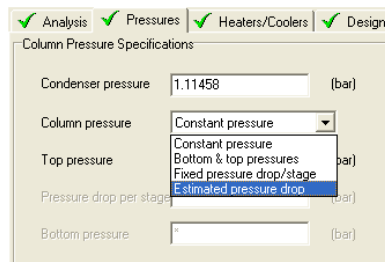 Analysis Pressures Heaters/Coolers Design
Column Pressure Specifications
Condenser pressure 1.11458 (bar)
Column pressure Constant pressure
Constant pressure
Bottom & top pressures
Top pressure bar)
Fixed pressure drop/stage
Estimated pressure drop
Pressure drop per stage (bar)
Bottom pressure * (bar)